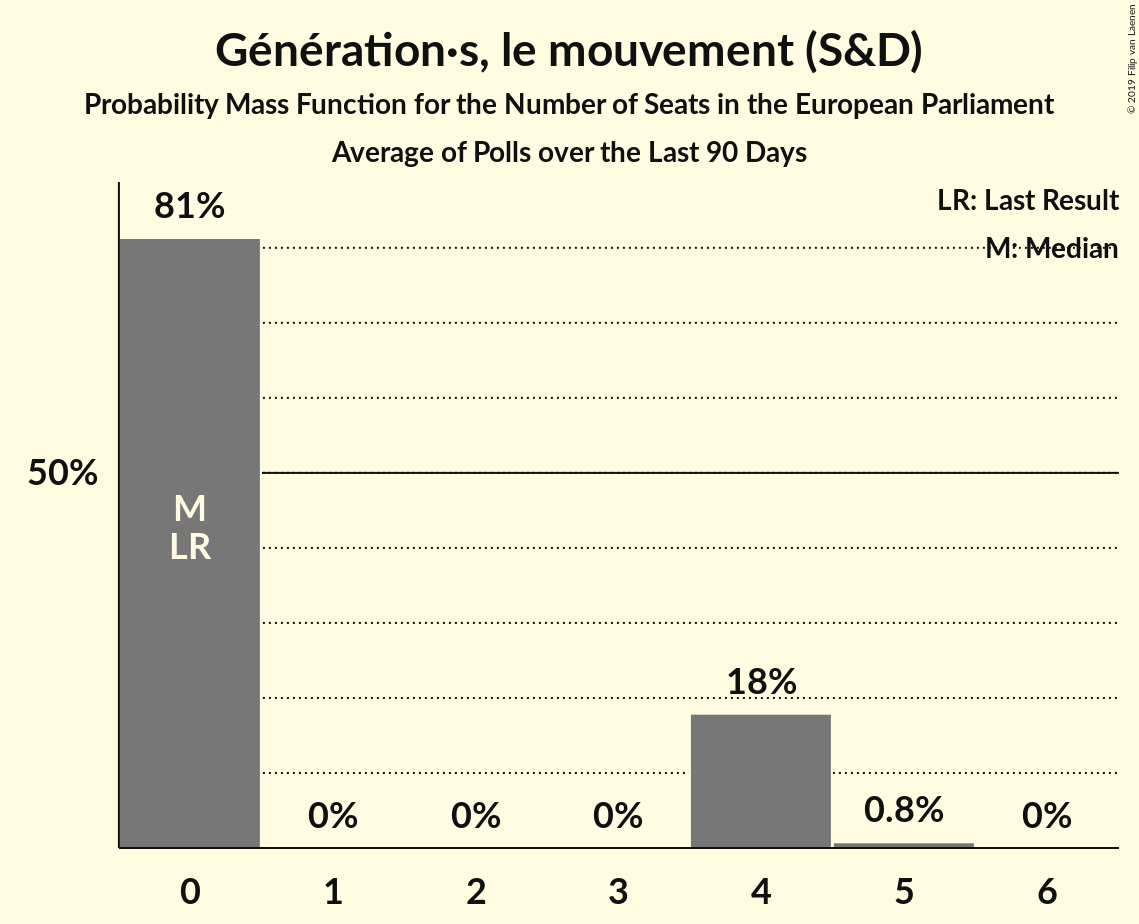 Génération·s, le mouvement (S&D)
Probability Mass Function for the Number of Seats in the European Parliament
Average of Polls over the Last 90 Days
© 2019 Filip van Laenen
LR: Last Result
M: Median
81%
50%
M
LR
18%
0%
0%
0%
0.8%
0%
0 1 2 3 4 5 6